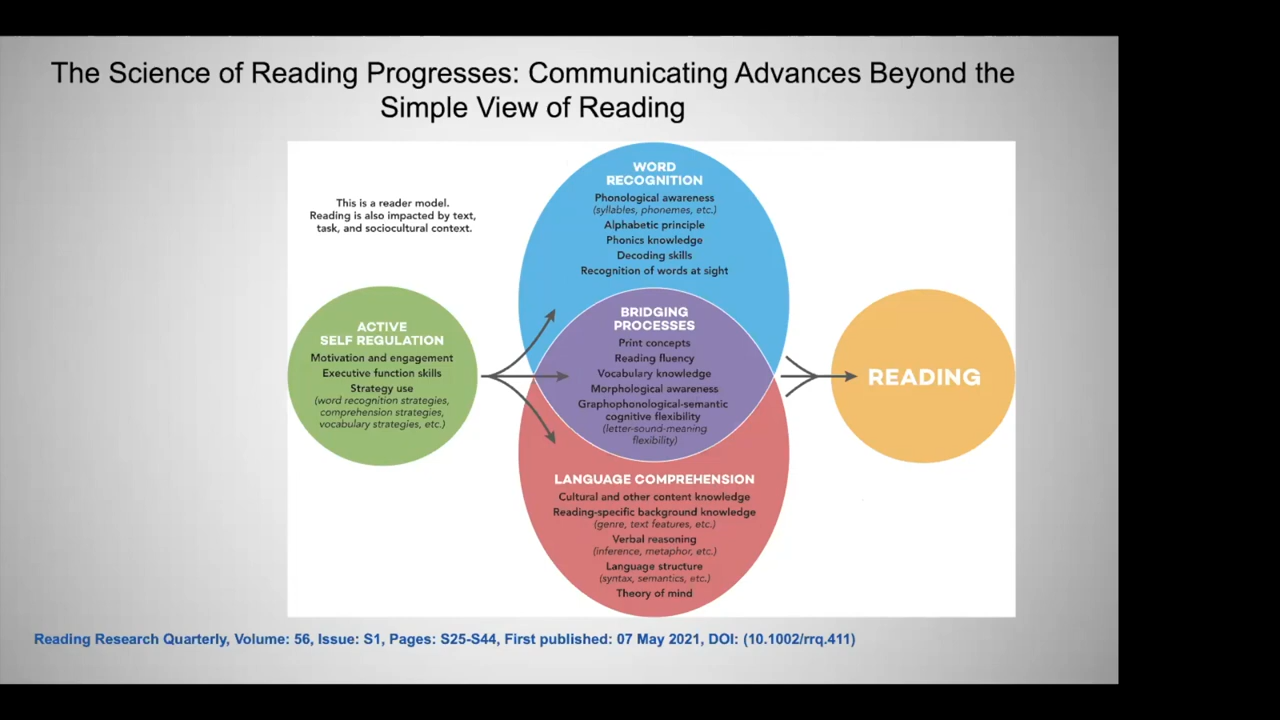 The Science of Reading Progresses: Communicating Advances Beyond the
Simple View of Reading
This is a reader model.
Reading is also impacted by text,
task, and sociocultural context.
WORD
RECOGNITION
Phonological awareness
(syllables, phonemes, etc.)
Alphabetic principle
Phonics knowledge
Decoding skills
Recognition of words at sight
ACTIVE
SELF REGULATION
Motivation and engagement
Executive function skills
Strategy use
(word recognition strategies,
comprehension strategies,
vocabulary strategies, etc.)
BRIDGING
PROCESSES
Print concepts
Reading fluency
Vocabulary knowledge
Morphological awareness
Graphophonological-semantic
cognitive flexibility
(letter-sound-meaning
flexibility)
READING
LANGUAGE COMPREHENSION
Cultural and other content knowledge
Reading-specific background knowledge
(genre, text features, etc.)
Verbal reasoning
(inference, metaphor, etc.)
Language structure
(syntax, semantics, etc.)
Theory of mind
Reading Research Quarterly, Volume: 56, Issue: S1, Pages: S25-S44, First published: 07 May 2021, DOI: (10.1002/rrq.411)